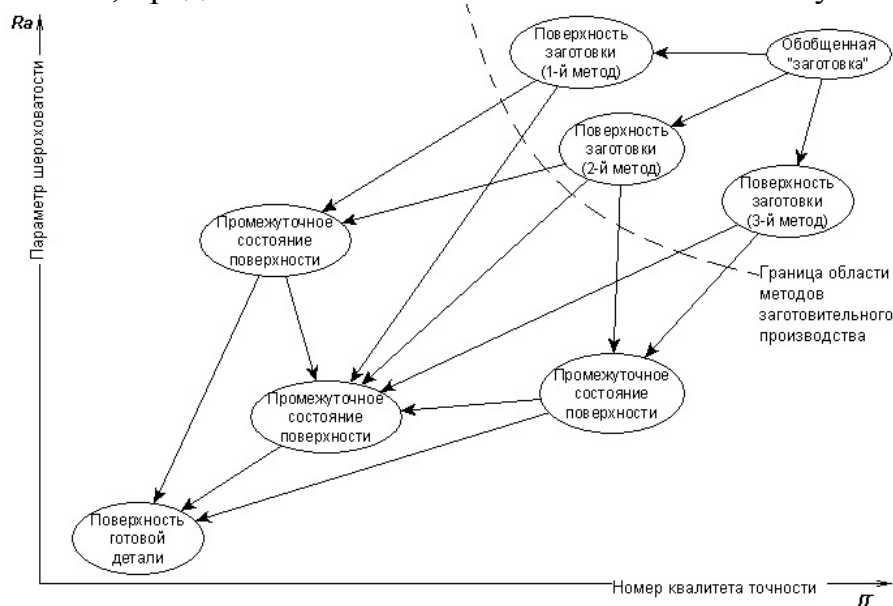 Ra
Параметр шероховатости
Поверхность
заготовки
(1-й метод)
Обобщенная
"заготовка"
Поверхность
заготовки
(2-й метод)
Поверхность
заготовки
(3-й метод)
Промежуточное
состояние
поверхности
Граница области
методов
заготовительного
производства
Промежуточное
состояние
поверхности
Промежуточное
состояние
поверхности
Поверхность
готовой
детали
Номер квалитета точности
IT